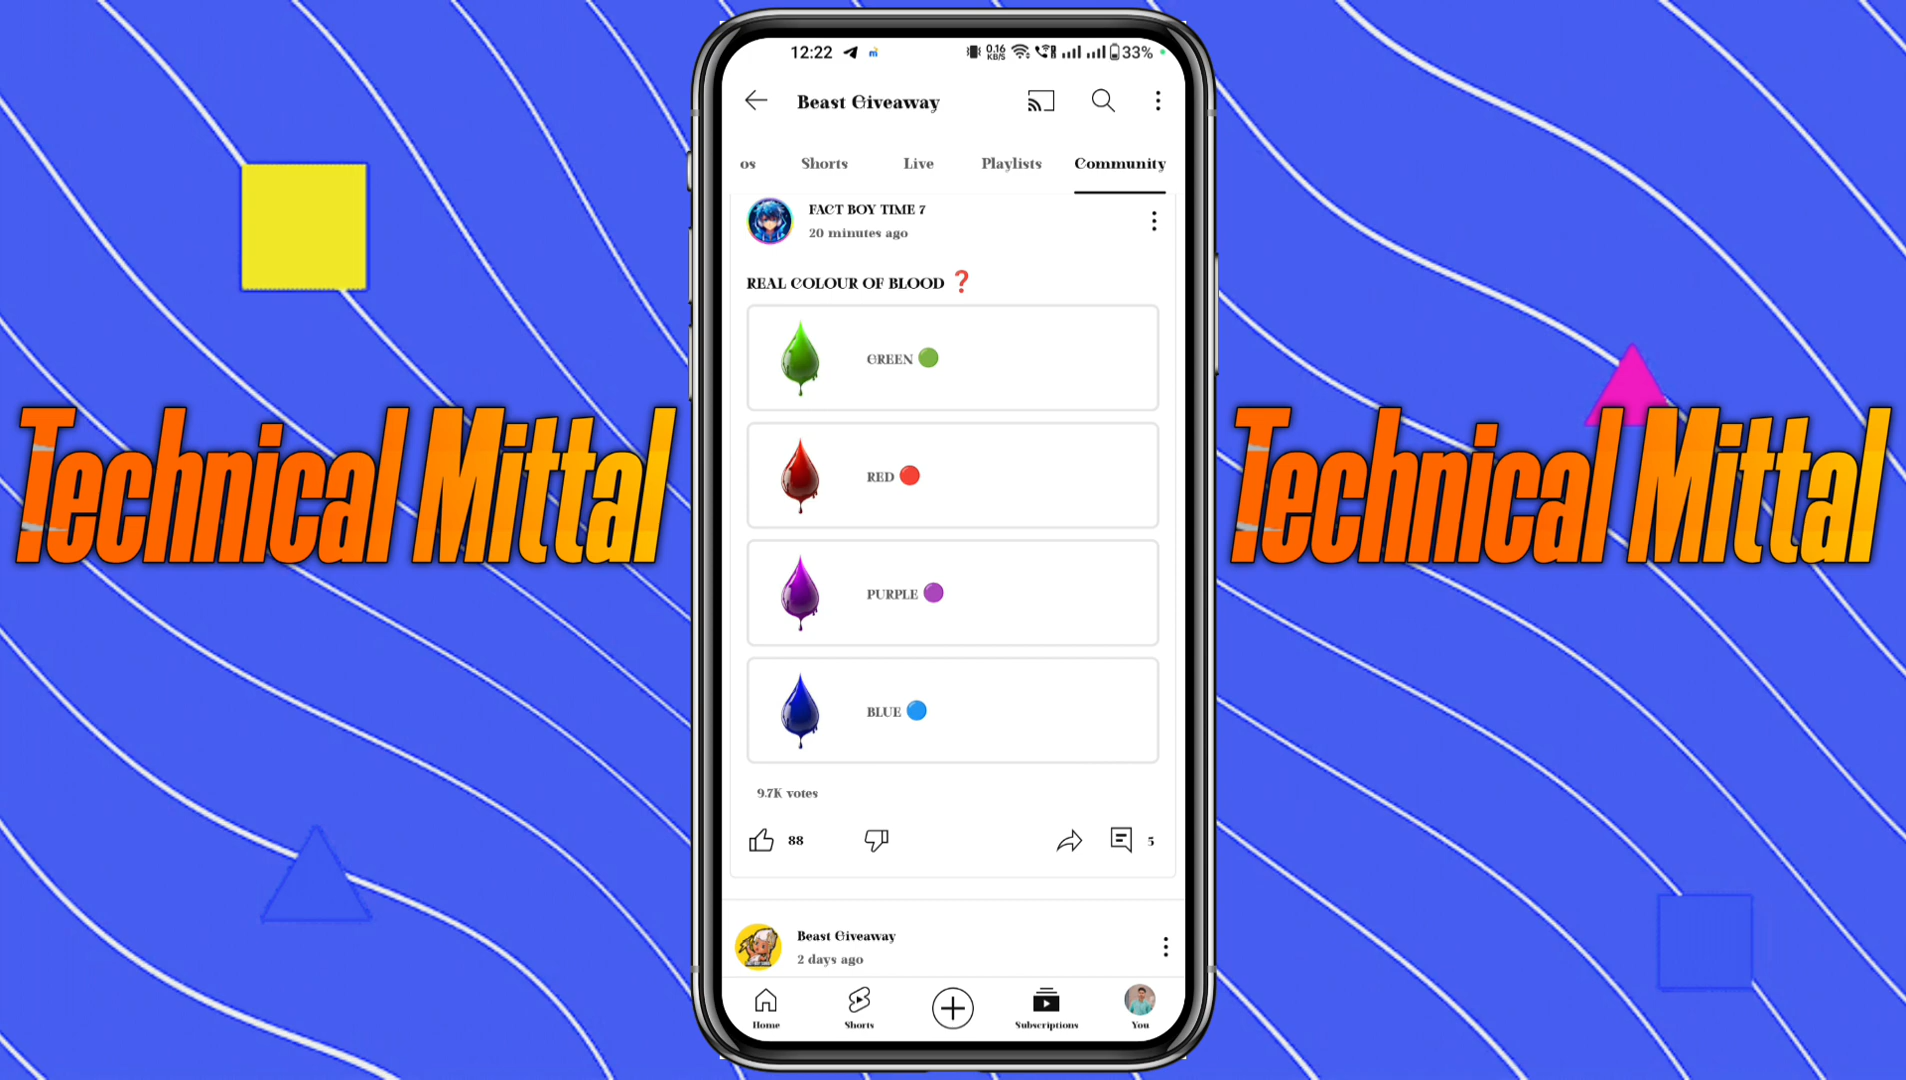 12:22 0.16 KB/S 33%
Beast Giveaway
os Shorts Live Playlists Community
FACT BOY TIME 7
20 minutes ago
REAL COLOUR OF BLOOD ❓
GREEN 🟢
RED 🔴
PURPLE 🟣
BLUE 🔵
9.7K votes
88 5
Beast Giveaway
2 days ago
Home Shorts Subscriptions You
Technical Mittal
Technical Mittal